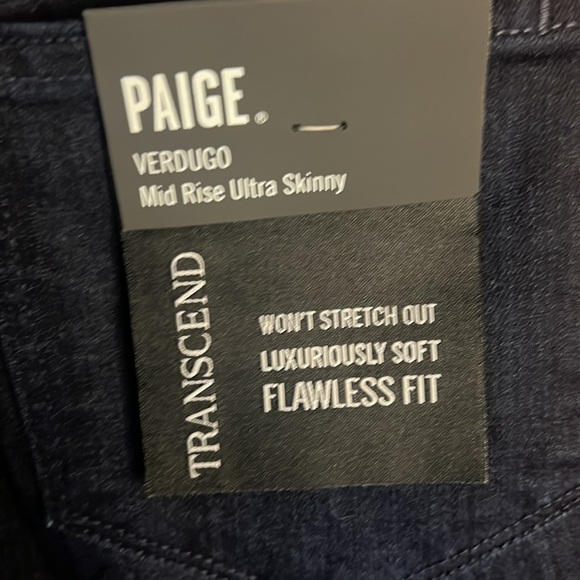 PAIGE®
VERDUGO
Mid Rise Ultra Skinny
TRANSCEND
WON'T STRETCH OUT
LUXURIOUSLY SOFT
FLAWLESS FIT